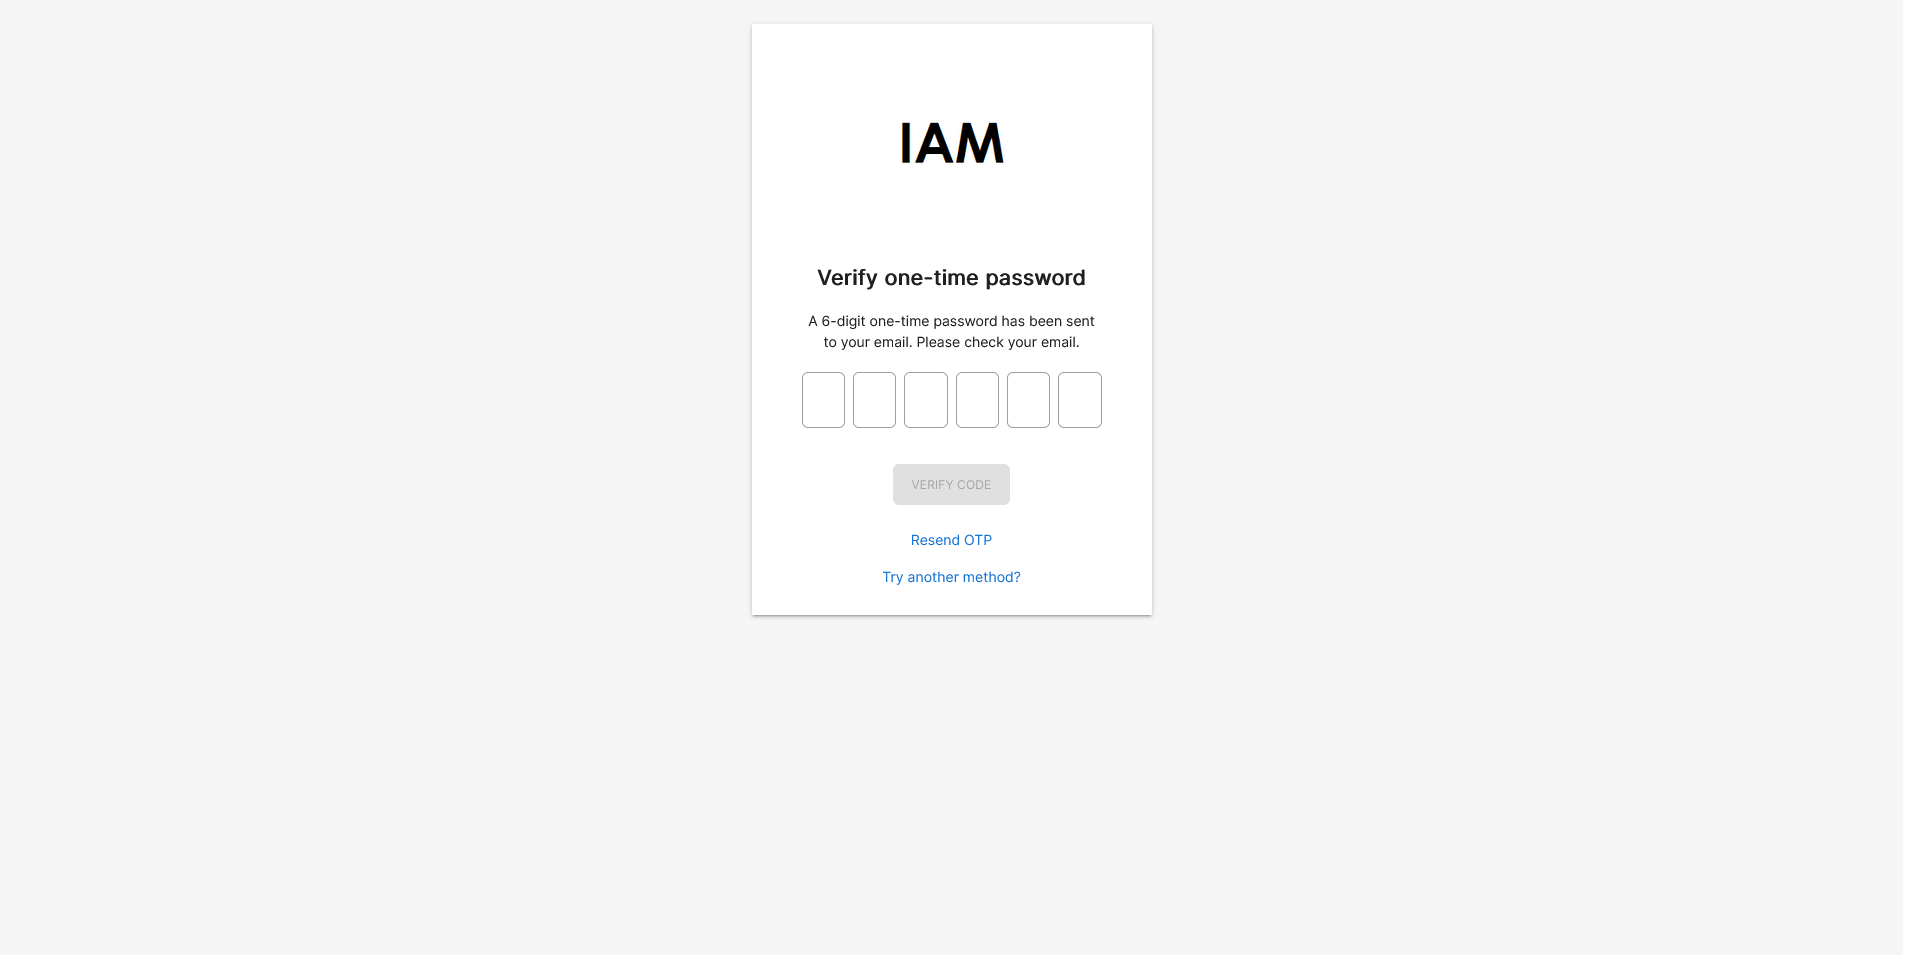 IAM
Verify one-time password
A 6-digit one-time password has been sent
to your email. Please check your email.
VERIFY CODE
Resend OTP
Try another method?